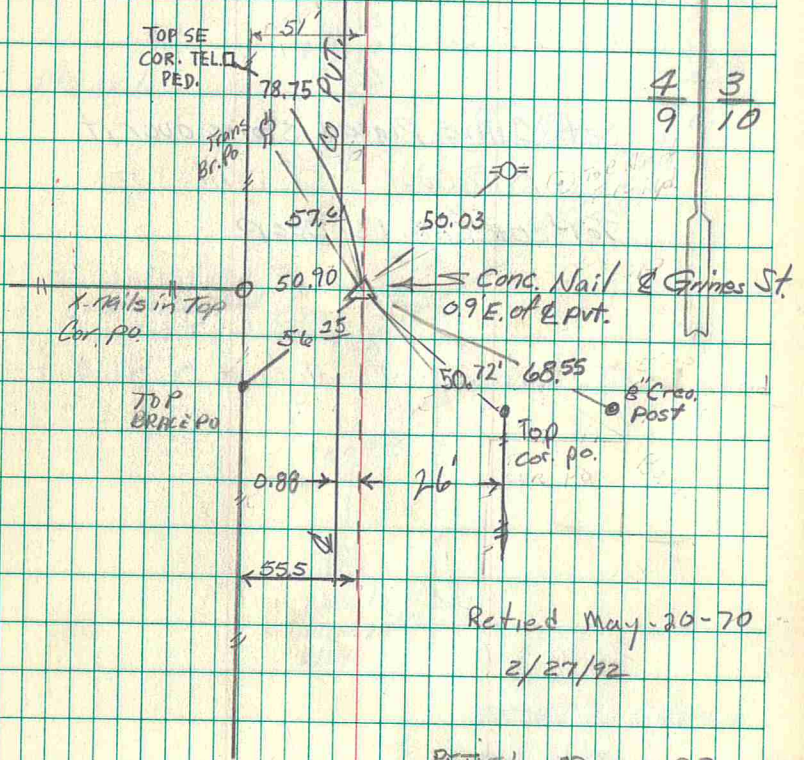 51'
TOP SE
COR. TEL.
PED.
℄ PVT.
4 3
9 10
78.75
Trans
Br. Po
57.6
50.03
50.90
Conc. Nail ℄ Grines St.
0.9' E. of ℄ pvt.
X-nails in Top
Cor. po.
56 25
50.72'
68.55
8" Creo.
Post
TOP
BRACE PO
Top
cor. po.
0.88
26'
℄
55.5
Retied May-20-70
2/27/92